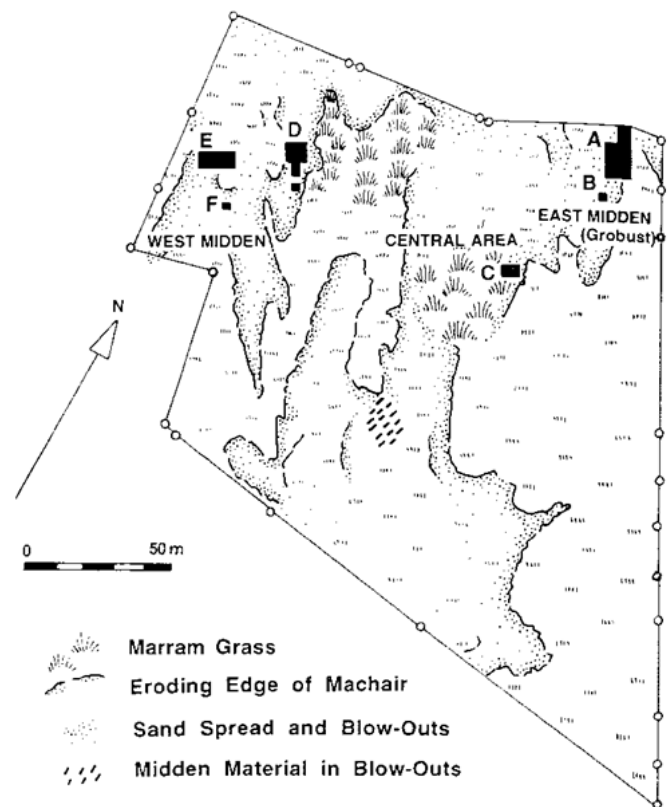 A
D
E
B
F
EAST MIDDEN
(Grobust)
WEST MIDDEN
CENTRAL AREA
C
N
0 50 m
Marram Grass
Eroding Edge of Machair
Sand Spread and Blow-Outs
Midden Material in Blow-Outs